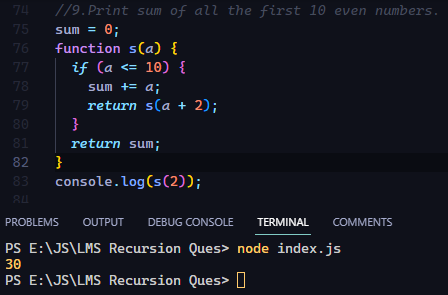 74 //9.Print sum of all the first 10 even numbers.
75 sum = 0;
76 function s(a) {
77 if (a <= 10) {
78 sum += a;
79 return s(a + 2);
80 }
81 return sum;
82 }
83 console.log(s(2));
84
PROBLEMS OUTPUT DEBUG CONSOLE TERMINAL COMMENTS
PS E:\JS\LMS Recursion Ques> node index.js
30
PS E:\JS\LMS Recursion Ques>